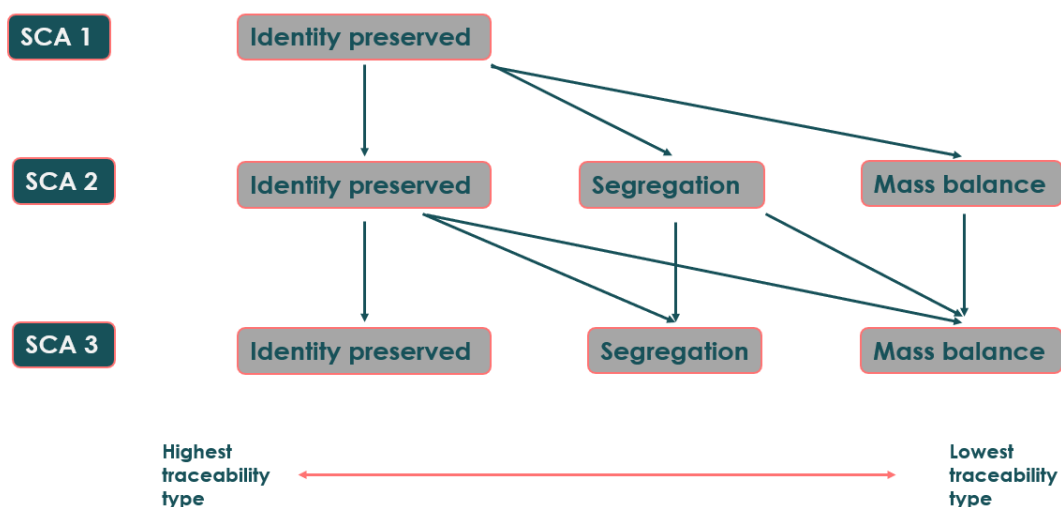 SCA 1
Identity preserved
SCA 2
Identity preserved
Segregation
Mass balance
SCA 3
Identity preserved
Segregation
Mass balance
Highest
traceability
type
Lowest
traceability
type